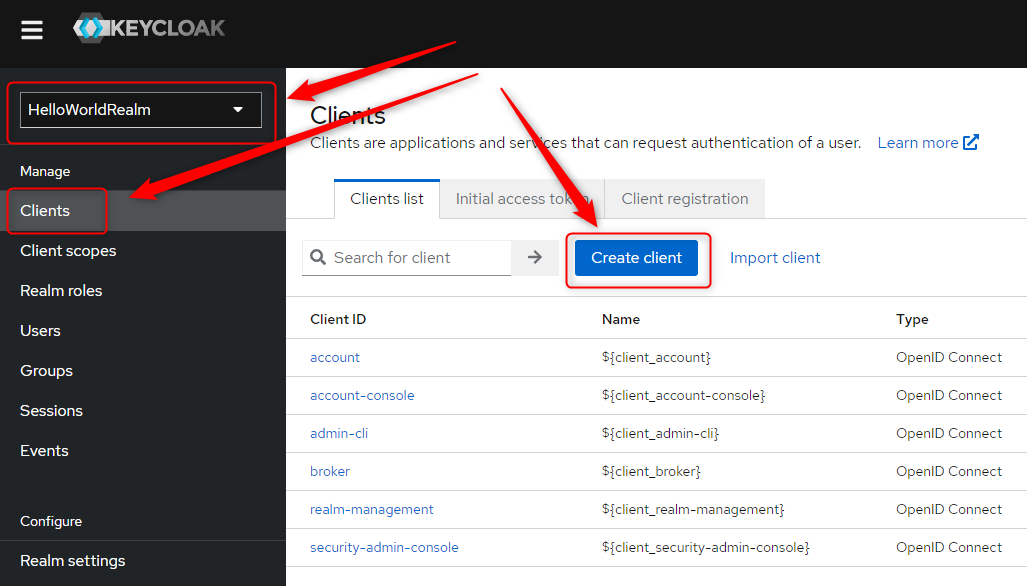 KEYCLOAK
HelloWorldRealm
Manage
Clients
Client scopes
Realm roles
Users
Groups
Sessions
Events
Configure
Realm settings
Clients
Clients are applications and services that can request authentication of a user. Learn more
Clients list Initial access token Client registration
Search for client Create client Import client
Client ID Name Type
account ${client_account} OpenID Connect
account-console ${client_account-console} OpenID Connect
admin-cli ${client_admin-cli} OpenID Connect
broker ${client_broker} OpenID Connect
realm-management ${client_realm-management} OpenID Connect
security-admin-console ${client_security-admin-console} OpenID Connect